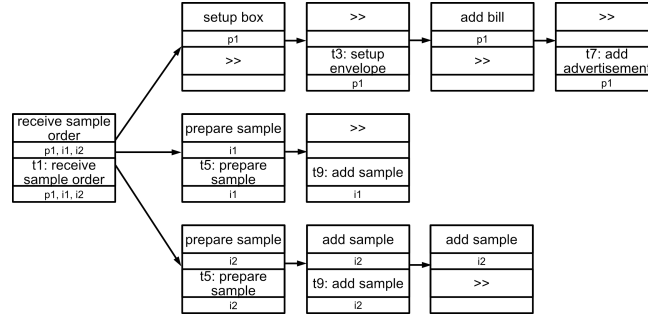 setup box
p1
>>
>>
t3: setup
envelope
p1
add bill
p1
>>
>>
t7: add
advertisement
p1
receive sample
order
p1, i1, i2
t1: receive
sample order
p1, i1, i2
prepare sample
i1
t5: prepare
sample
i1
>>
t9: add sample
i1
prepare sample
i2
t5: prepare
sample
i2
add sample
i2
t9: add sample
i2
add sample
i2
>>